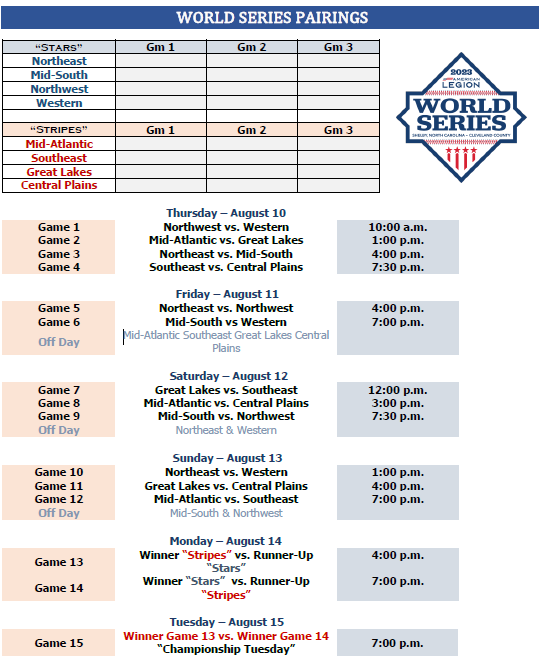 WORLD SERIES PAIRINGS
“STARS” Gm 1 Gm 2 Gm 3
Northeast
Mid-South
Northwest
Western
“STRIPES” Gm 1 Gm 2 Gm 3
Mid-Atlantic
Southeast
Great Lakes
Central Plains
2023
AMERICAN
LEGION
WORLD
SERIES
SHELBY, NORTH CAROLINA - CLEVELAND COUNTY
Thursday – August 10
Game 1 Northwest vs. Western 10:00 a.m.
Game 2 Mid-Atlantic vs. Great Lakes 1:00 p.m.
Game 3 Northeast vs. Mid-South 4:00 p.m.
Game 4 Southeast vs. Central Plains 7:30 p.m.
Friday – August 11
Game 5 Northeast vs. Northwest 4:00 p.m.
Game 6 Mid-South vs Western 7:00 p.m.
Off Day Mid-Atlantic Southeast Great Lakes Central
Plains
Saturday – August 12
Game 7 Great Lakes vs. Southeast 12:00 p.m.
Game 8 Mid-Atlantic vs. Central Plains 3:00 p.m.
Game 9 Mid-South vs. Northwest 7:30 p.m.
Off Day Northeast & Western
Sunday – August 13
Game 10 Northeast vs. Western 1:00 p.m.
Game 11 Great Lakes vs. Central Plains 4:00 p.m.
Game 12 Mid-Atlantic vs. Southeast 7:00 p.m.
Off Day Mid-South & Northwest
Monday – August 14
Game 13 Winner “Stripes” vs. Runner-Up 4:00 p.m.
“Stars”
Game 14 Winner “Stars” vs. Runner-Up 7:00 p.m.
“Stripes”
Tuesday – August 15
Game 15 Winner Game 13 vs. Winner Game 14 7:00 p.m.
“Championship Tuesday”